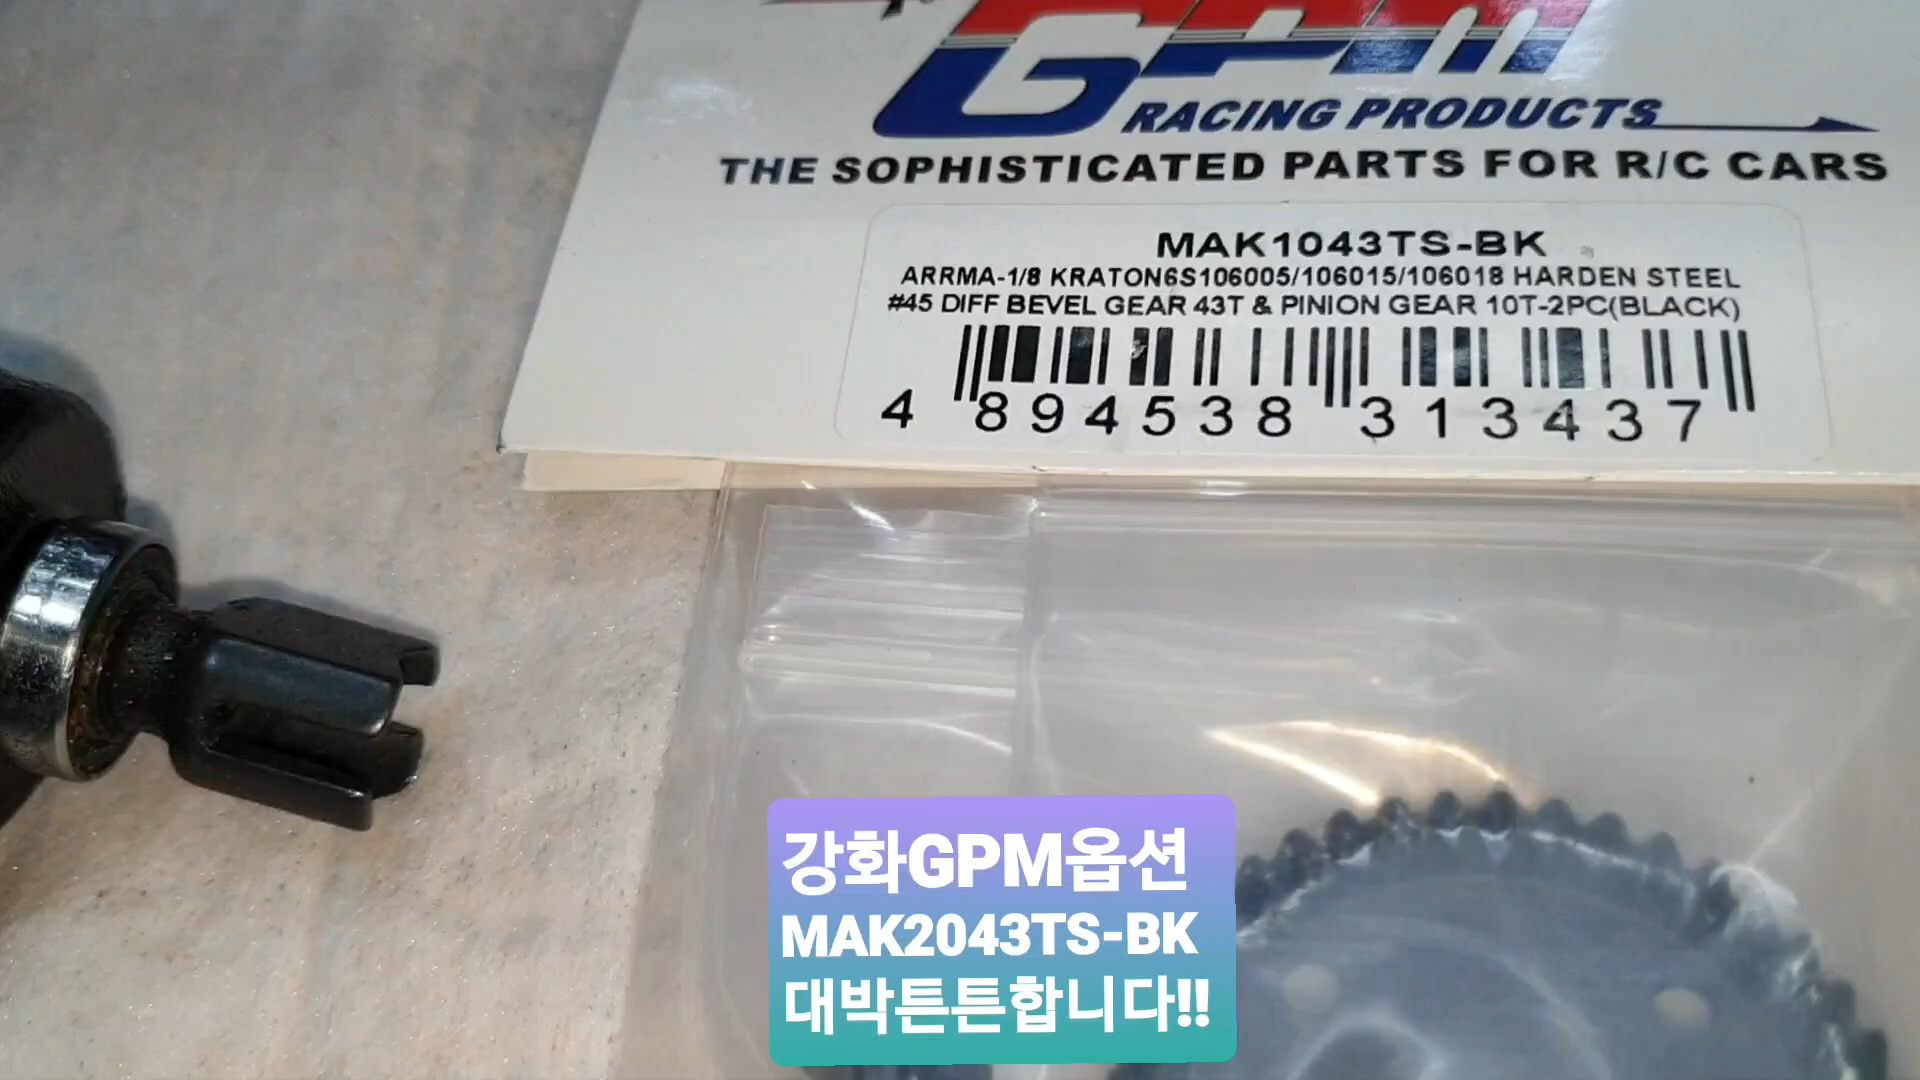 GPM
RACING PRODUCTS
THE SOPHISTICATED PARTS FOR R/C CARS
MAK1043TS-BK
ARRMA-1/8 KRATON6S106005/106015/106018 HARDEN STEEL
#45 DIFF BEVEL GEAR 43T & PINION GEAR 10T-2PC(BLACK)
4 894538 313437
강화GPM옵션
MAK2043TS-BK
대박튼튼합니다!!